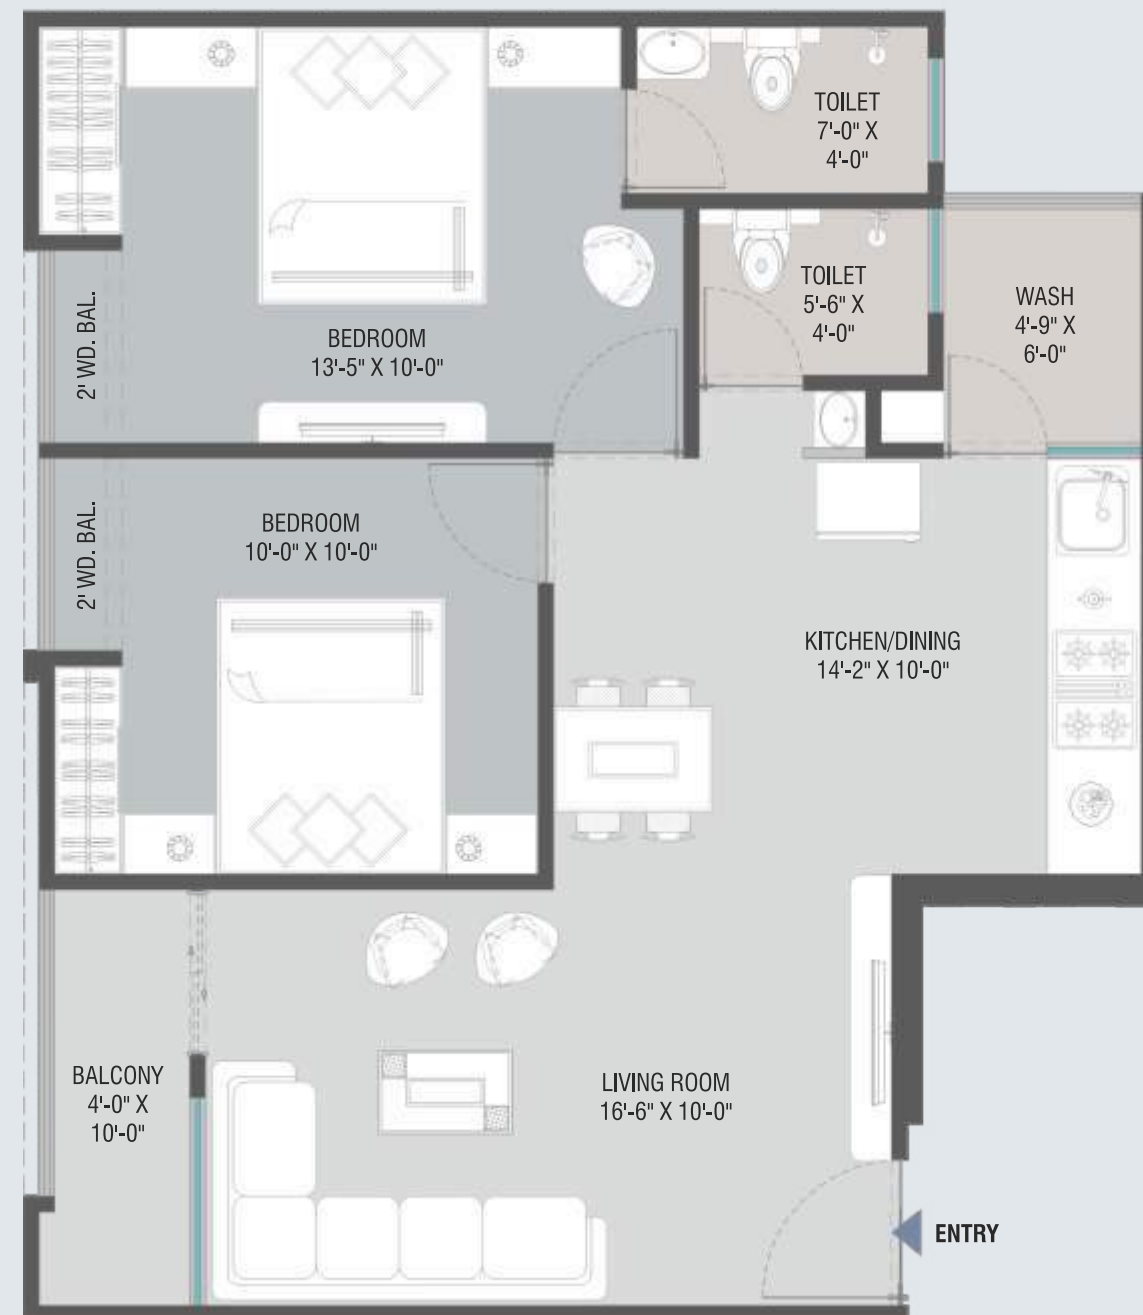 TOILET
7'-0" X
4'-0"
TOILET
5'-6" X
4'-0"
WASH
4'-9" X
6'-0"
2' WD. BAL.
BEDROOM
13'-5" X 10'-0"
2' WD. BAL.
BEDROOM
10'-0" X 10'-0"
KITCHEN/DINING
14'-2" X 10'-0"
BALCONY
4'-0" X
10'-0"
LIVING ROOM
16'-6" X 10'-0"
ENTRY